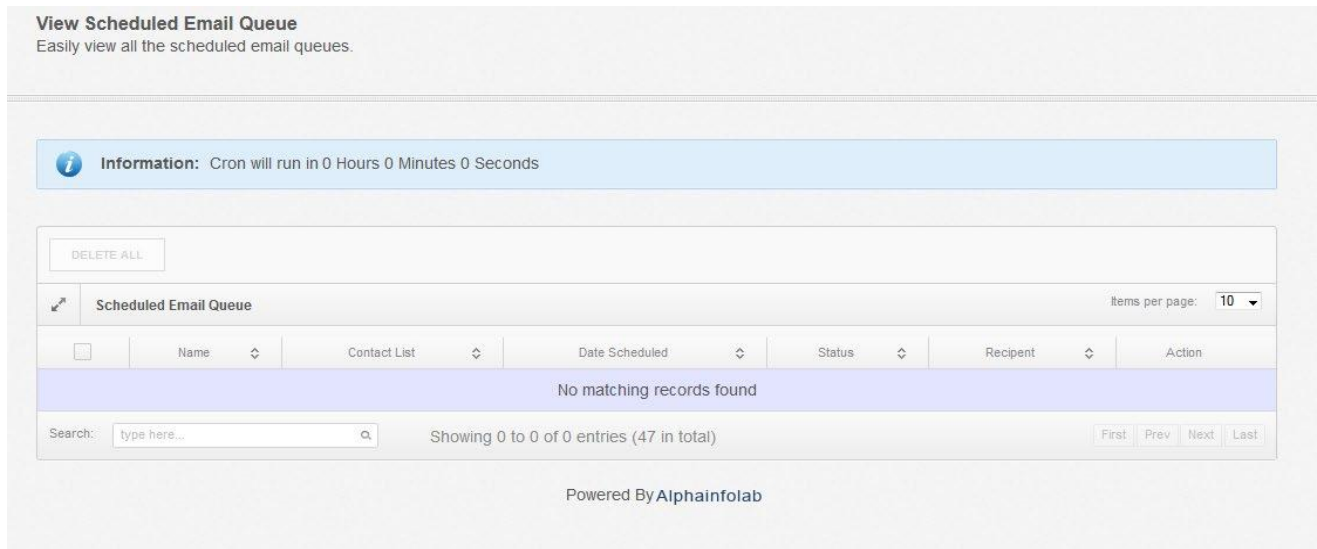 View Scheduled Email Queue
Easily view all the scheduled email queues.
Information: Cron will run in 0 Hours 0 Minutes 0 Seconds
DELETE ALL
Scheduled Email Queue Items per page: 10
Name Contact List Date Scheduled Status Recipent Action
No matching records found
Search: type here... Showing 0 to 0 of 0 entries (47 in total) First Prev Next Last
Powered By Alphainfolab